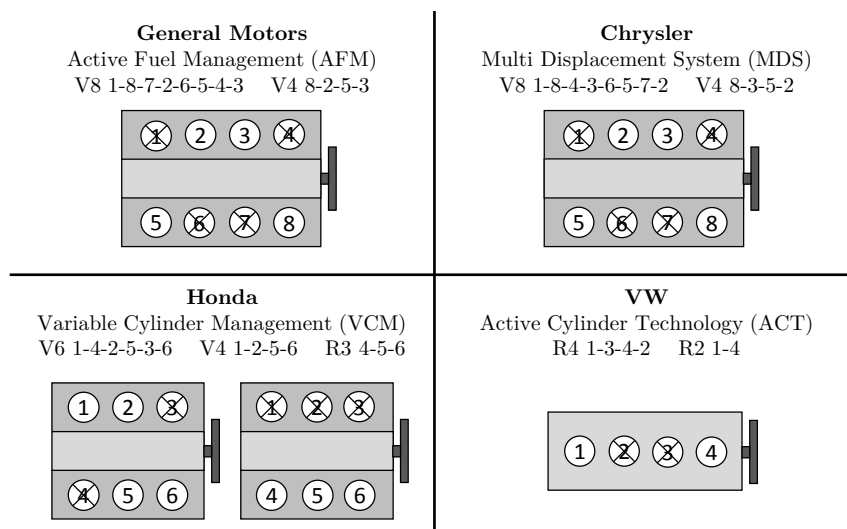 General Motors
Active Fuel Management (AFM)
V8 1-8-7-2-6-5-4-3 V4 8-2-5-3
1 2 3 4
5 6 7 8
Chrysler
Multi Displacement System (MDS)
V8 1-8-4-3-6-5-7-2 V4 8-3-5-2
1 2 3 4
5 6 7 8
Honda
Variable Cylinder Management (VCM)
V6 1-4-2-5-3-6 V4 1-2-5-6 R3 4-5-6
1 2 3 1 2 3
4 5 6 4 5 6
VW
Active Cylinder Technology (ACT)
R4 1-3-4-2 R2 1-4
1 2 3 4